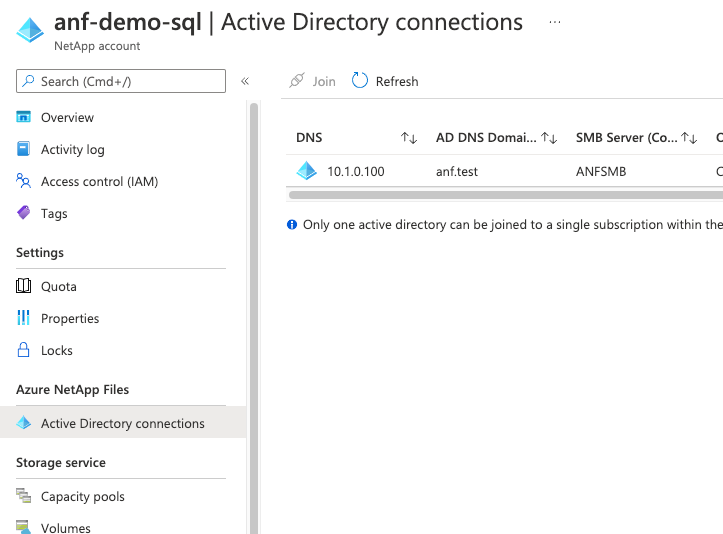 anf-demo-sql | Active Directory connections ...
NetApp account
Search (Cmd+/)
«
Join
Refresh
Overview
Activity log
Access control (IAM)
Tags
Settings
Quota
Properties
Locks
Azure NetApp Files
Active Directory connections
Storage service
Capacity pools
Volumes
DNS ↑↓ AD DNS Domai... ↑↓ SMB Server (Co... ↑↓
10.1.0.100 anf.test ANFSMB
Only one active directory can be joined to a single subscription within the